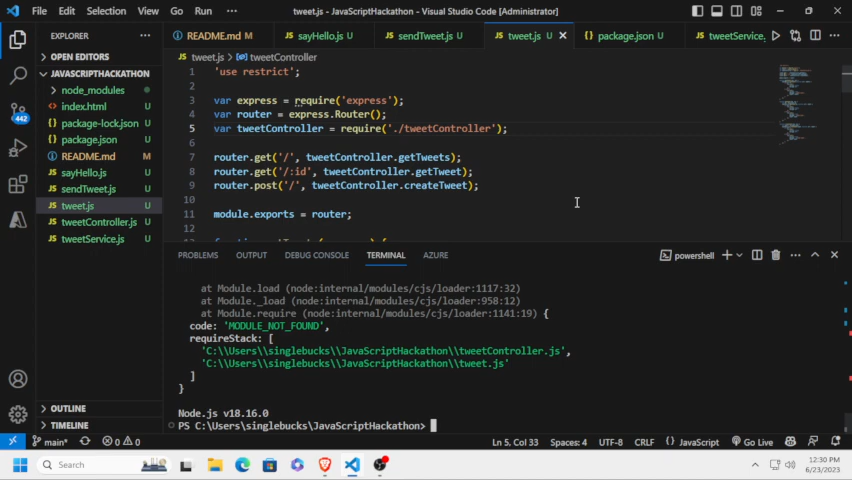 File Edit Selection View Go Run ··· tweet.js - JavaScriptHackathon - Visual Studio Code [Administrator]
EXPLORER ···
README.md M sayHello.js U sendTweet.js U tweet.js U package.json U tweetService.
OPEN EDITORS
tweet.js > tweetController
JAVASCRIPTHACKATHON
node_modules
index.html U
package-lock.json U
package.json U
README.md M
sayHello.js U
sendTweet.js U
tweet.js U
tweetController.js U
tweetService.js U
442
1 'use restrict';
2
3 var express = require('express');
4 var router = express.Router();
5 var tweetController = require('./tweetController');
6
7 router.get('/', tweetController.getTweets);
8 router.get('/:id', tweetController.getTweet);
9 router.post('/', tweetController.createTweet);
10
11 module.exports = router;
PROBLEMS OUTPUT DEBUG CONSOLE TERMINAL AZURE powershell
at Module.load (node:internal/modules/cjs/loader:1117:32)
at Module._load (node:internal/modules/cjs/loader:958:12)
at Module.require (node:internal/modules/cjs/loader:1141:19) {
code: 'MODULE_NOT_FOUND',
requireStack: [
'C:\\Users\\singlebucks\\JavaScriptHackathon\\tweetController.js',
'C:\\Users\\singlebucks\\JavaScriptHackathon\\tweet.js'
]
}
Node.js v18.16.0
PS C:\Users\singlebucks\JavaScriptHackathon>
OUTLINE
TIMELINE
main* 0 0 Ln 5, Col 33 Spaces: 4 UTF-8 CRLF { } JavaScript Go Live
Search
12:30 PM
6/23/2023